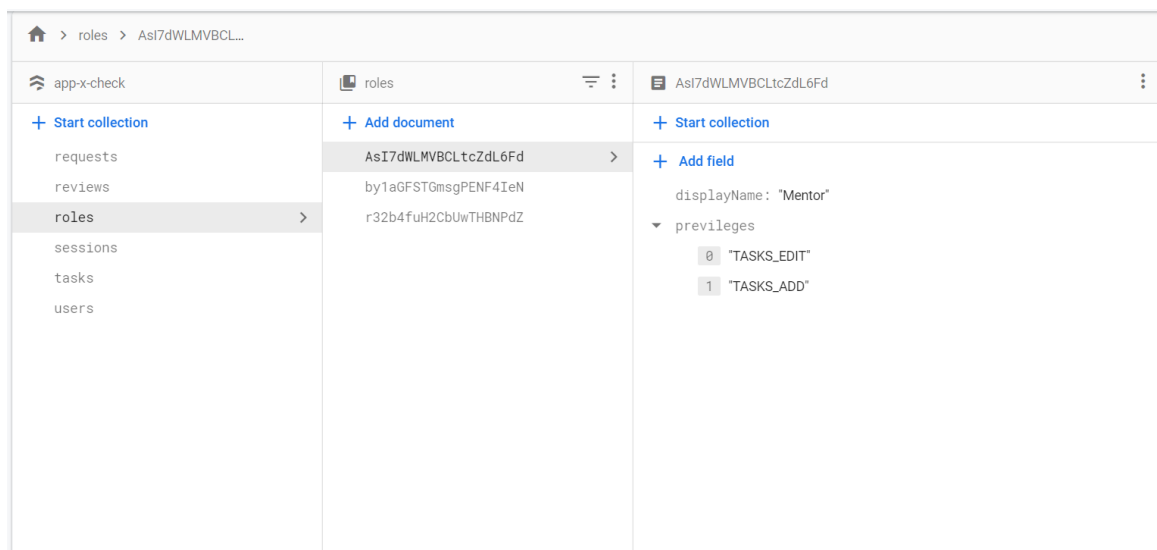 roles > AsI7dWLMVBCL...
app-x-check
+ Start collection
requests
reviews
roles
sessions
tasks
users
roles
+ Add document
AsI7dWLMVBCLtcZdL6Fd
by1aGFSTGmsgPENF4IeN
r32b4fuH2CbUwTHBNPdZ
AsI7dWLMVBCLtcZdL6Fd
+ Start collection
+ Add field
displayName: "Mentor"
previleges
0 "TASKS_EDIT"
1 "TASKS_ADD"